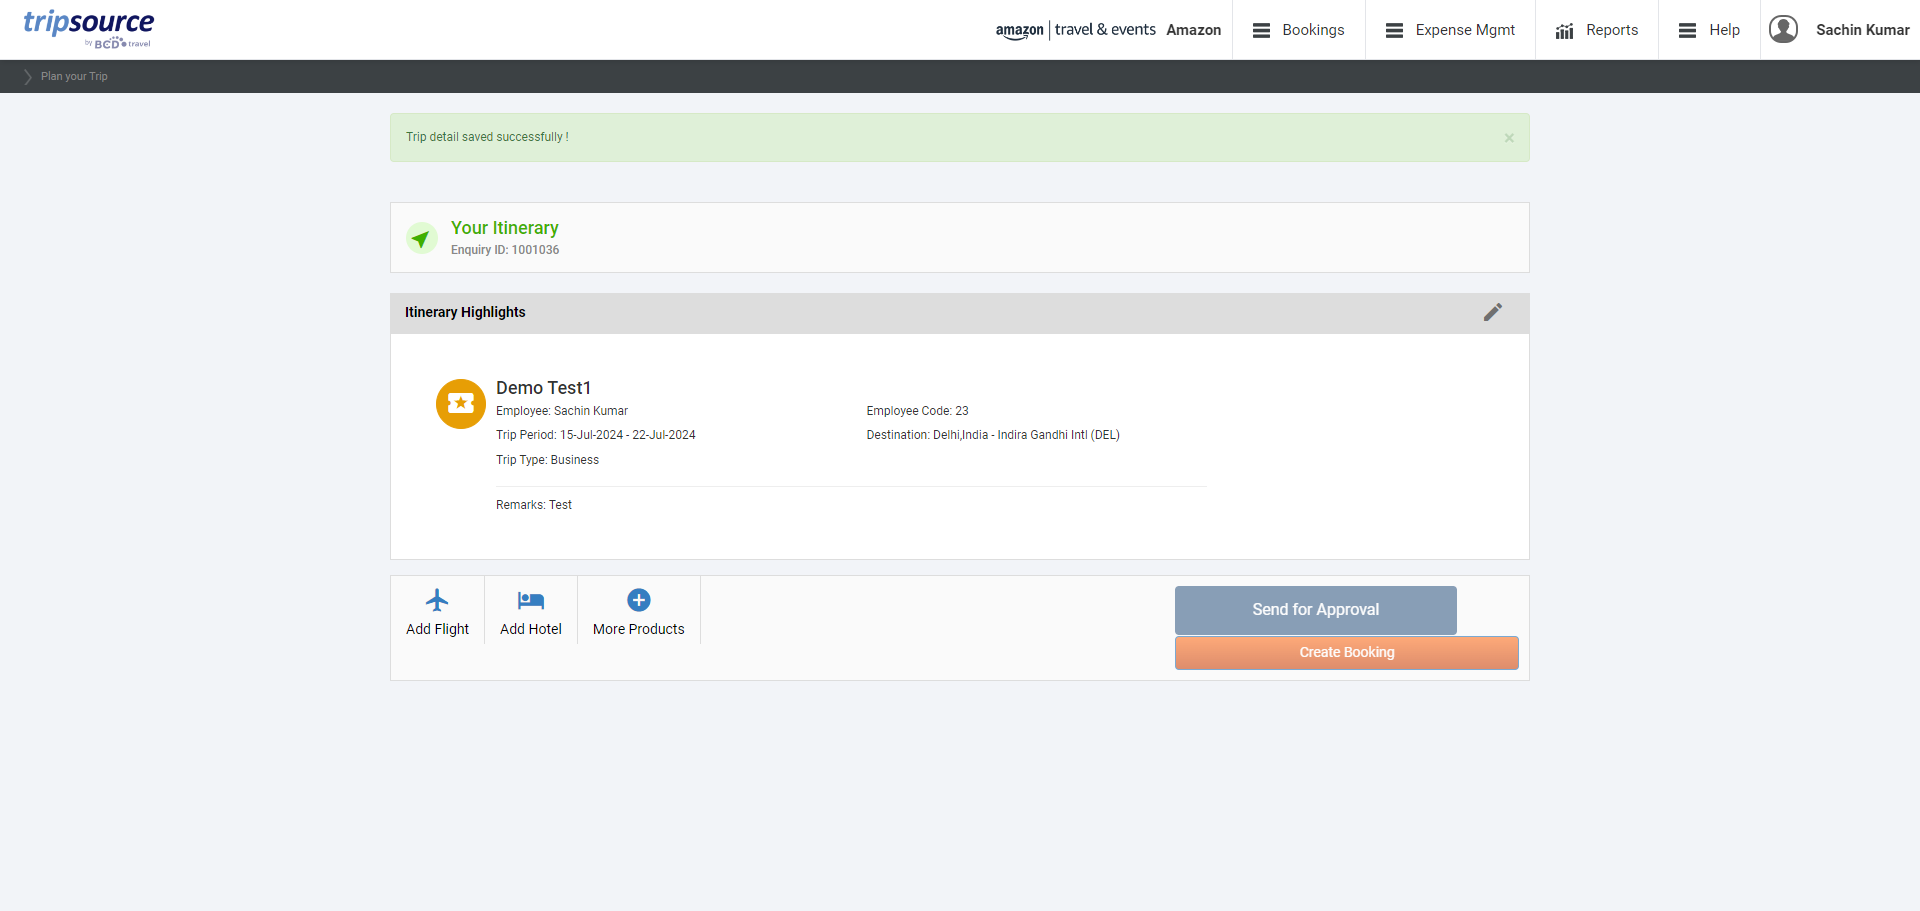 tripsource
by BCD travel
amazon | travel & events Amazon
Bookings
Expense Mgmt
Reports
Help
Sachin Kumar
Plan your Trip
Trip detail saved successfully !
×
Your Itinerary
Enquiry ID: 1001036
Itinerary Highlights
Demo Test1
Employee: Sachin Kumar
Employee Code: 23
Trip Period: 15-Jul-2024 - 22-Jul-2024
Destination: Delhi,India - Indira Gandhi Intl (DEL)
Trip Type: Business
Remarks: Test
Add Flight
Add Hotel
More Products
Send for Approval
Create Booking